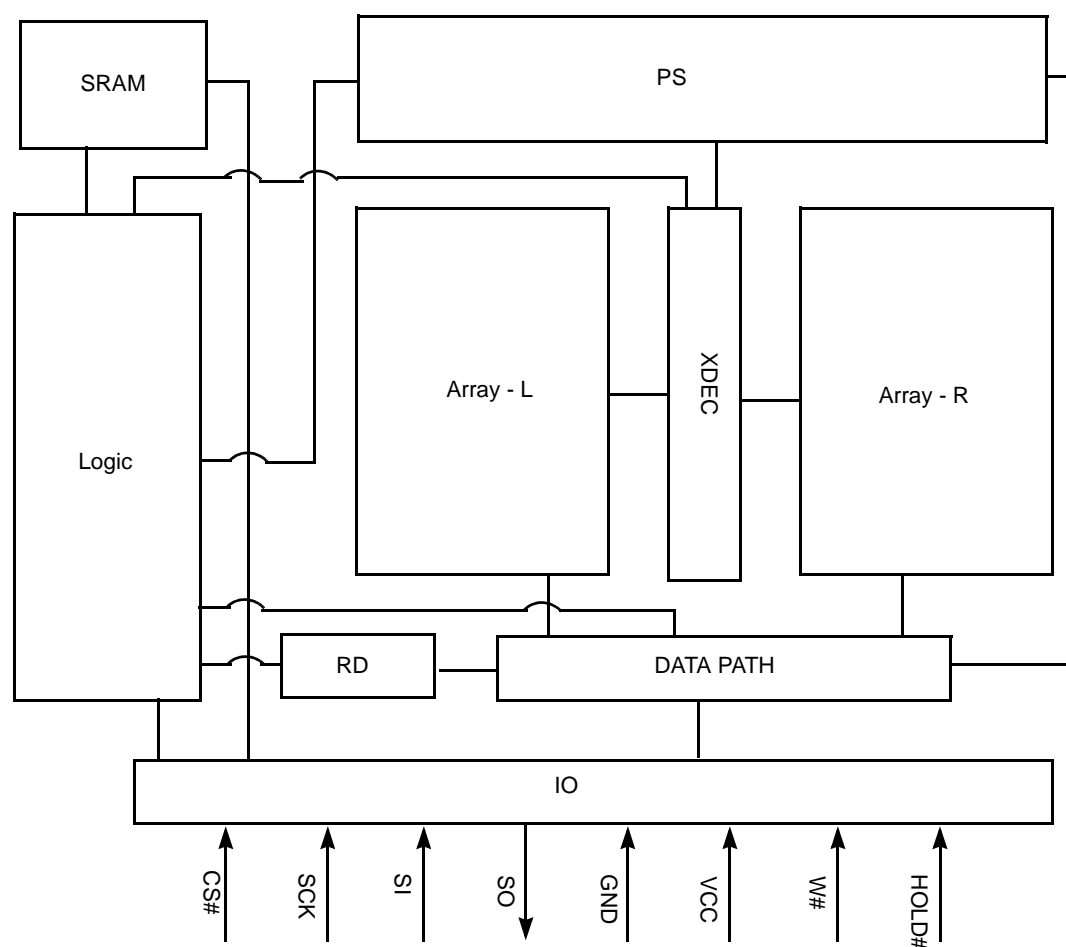 SRAM
PS
Array - L
XDEC
Array - R
Logic
RD
DATA PATH
IO
CS#
SCK
SI
SO
GND
VCC
W#
HOLD#